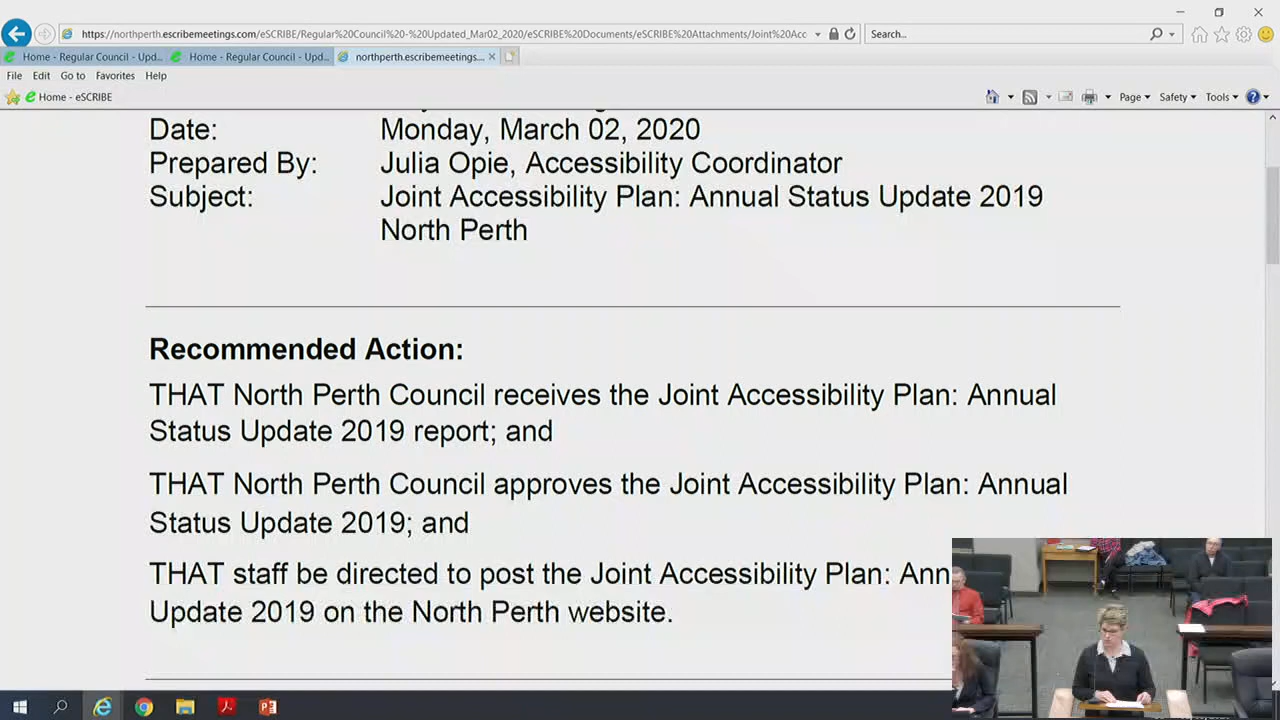 https://northperth.escribemeetings.com/eSCRIBE/Regular%20Council%20-%20Updated_Mar02_2020/eSCRIBE%20Documents/eSCRIBE%20Attachments/Joint%20Acc
Search...
Home - Regular Council - Upd...
Home - Regular Council - Upd...
northperth.escribemeetings...
File Edit Go to Favorites Help
Home - eSCRIBE
Page Safety Tools
Date: Monday, March 02, 2020
Prepared By: Julia Opie, Accessibility Coordinator
Subject: Joint Accessibility Plan: Annual Status Update 2019
North Perth
Recommended Action:
THAT North Perth Council receives the Joint Accessibility Plan: Annual
Status Update 2019 report; and
THAT North Perth Council approves the Joint Accessibility Plan: Annual
Status Update 2019; and
THAT staff be directed to post the Joint Accessibility Plan: Ann
Update 2019 on the North Perth website.